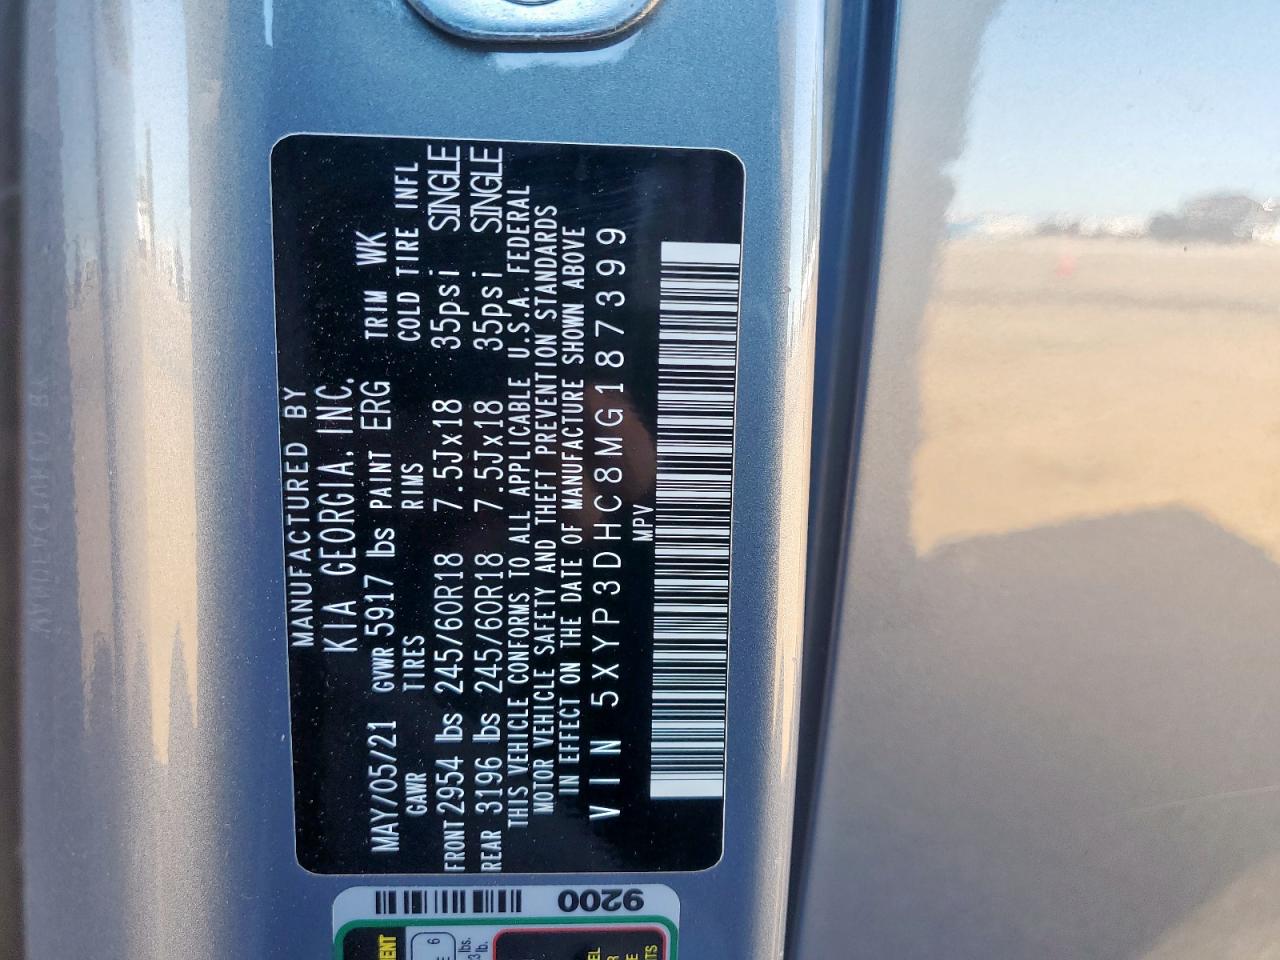 MANUFACTURED BY
KIA GEORGIA, INC.
MAY/05/21 GVWR 5917 lbs PAINT ERG TRIM WK
GAWR TIRES RIMS COLD TIRE INFL
FRONT 2954 lbs 245/60R18 7.5Jx18 35psi SINGLE
REAR 3196 lbs 245/60R18 7.5Jx18 35psi SINGLE
THIS VEHICLE CONFORMS TO ALL APPLICABLE U.S.A. FEDERAL
MOTOR VEHICLE SAFETY AND THEFT PREVENTION STANDARDS
IN EFFECT ON THE DATE OF MANUFACTURE SHOWN ABOVE
VIN 5XYP3DHC8MG187399
MPV
9200